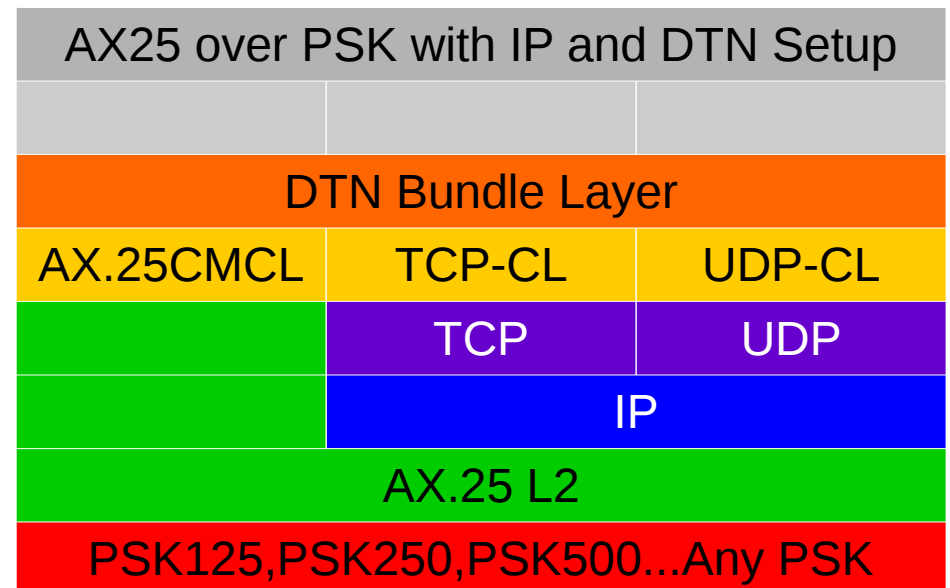 AX25 over PSK with IP and DTN Setup
DTN Bundle Layer
AX.25CMCL TCP-CL UDP-CL
TCP UDP
IP
AX.25 L2
PSK125,PSK250,PSK500...Any PSK